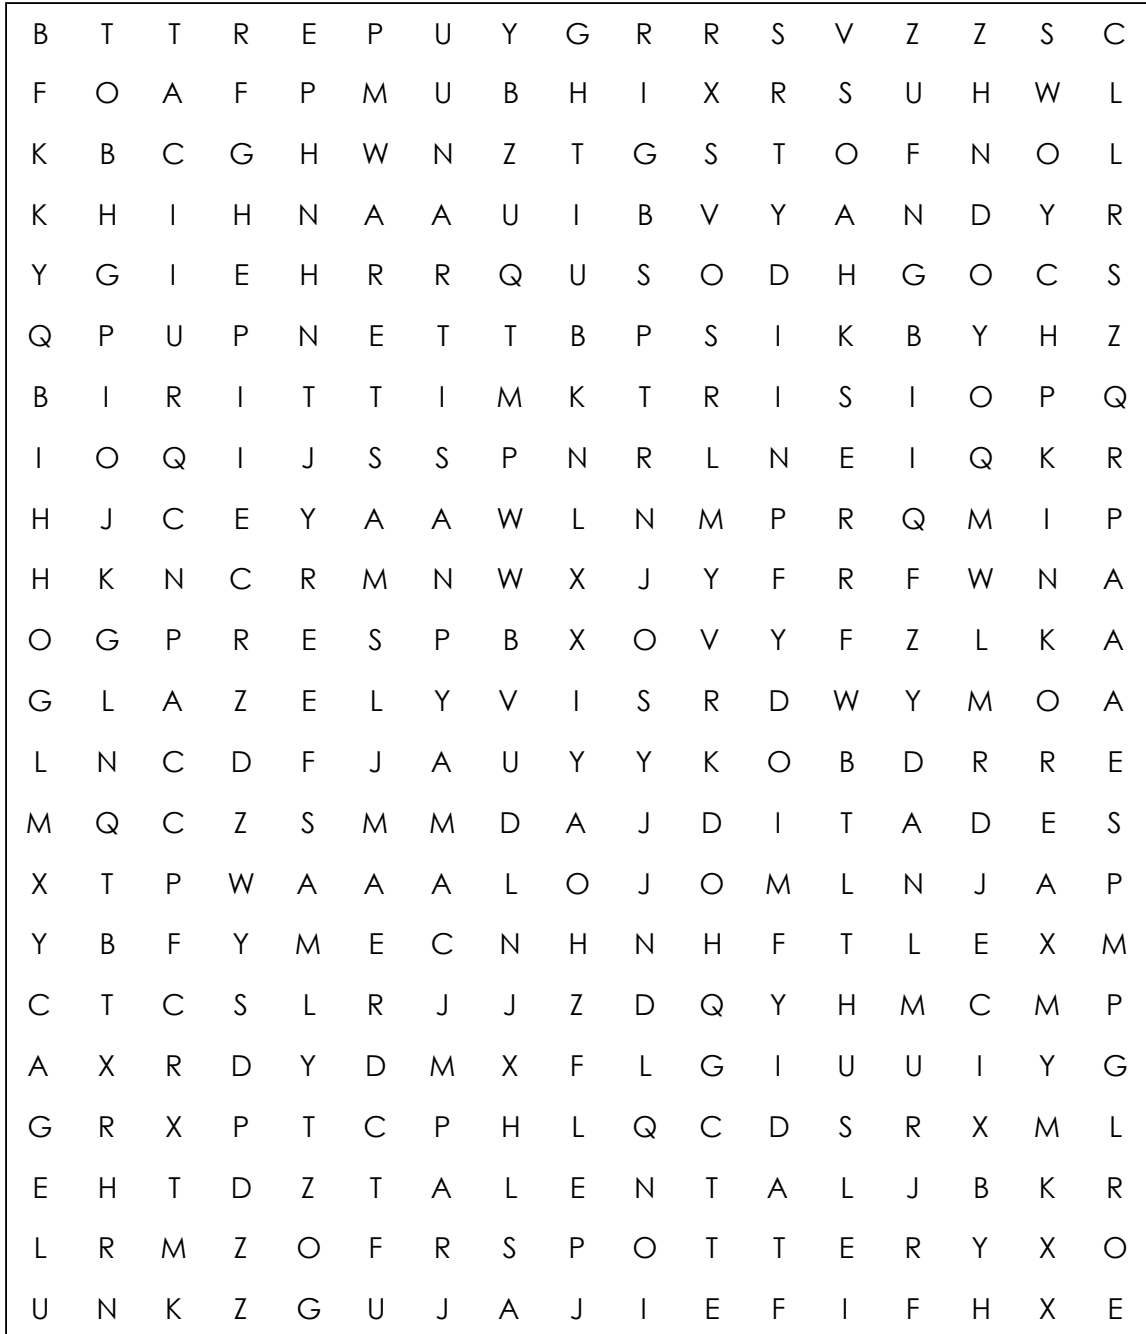 B T T R E P U Y G R R S V Z Z S C
F O A F P M U B H I X R S U H W L
K B C G H W N Z T G S T O F N O L
K H I H N A A U I B V Y A N D Y R
Y G I E H R R Q U S O D H G O C S
Q P U P N E T T B P S I K B Y H Z
B I R I T T I M K T R I S I O P Q
I O Q I J S S P N R L N E I Q K R
H J C E Y A A W L N M P R Q M I P
H K N C R M N W X J Y F R F W N A
O G P R E S P B X O V Y F Z L K A
G L A Z E L Y V I S R D W Y M O A
L N C D F J A U Y Y K O B D R R E
M Q C Z S M M D A J D I T A D E S
X T P W A A A L O J O M L N J A P
Y B F Y M E C N H N H F T L E X M
C T C S L R J J Z D Q Y H M C M P
A X R D Y D M X F L G I U U I Y G
G R X P T C P H L Q C D S R X M L
E H T D Z T A L E N T A L J B K R
L R M Z O F R S P O T T E R Y X O
U N K Z G U J A J I E F I F H X E